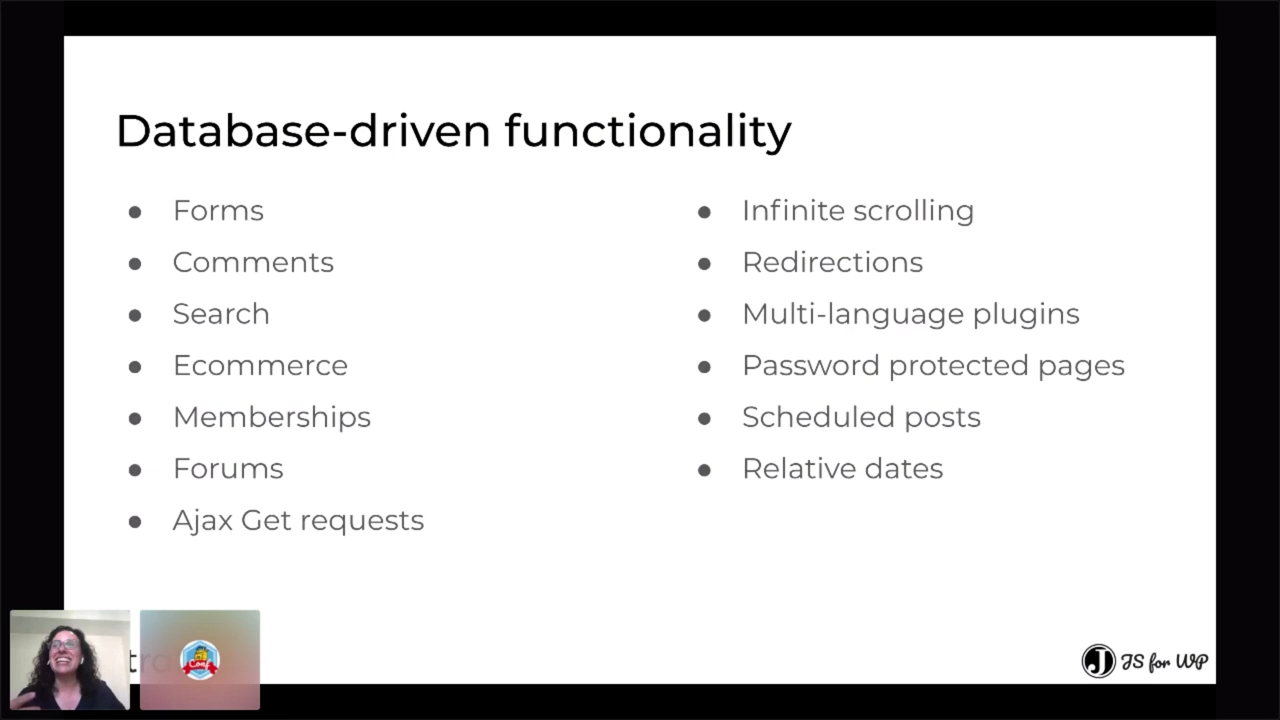 Database-driven functionality
Forms
Comments
Search
Ecommerce
Memberships
Forums
Ajax Get requests
Infinite scrolling
Redirections
Multi-language plugins
Password protected pages
Scheduled posts
Relative dates
Conf
J JS for WP